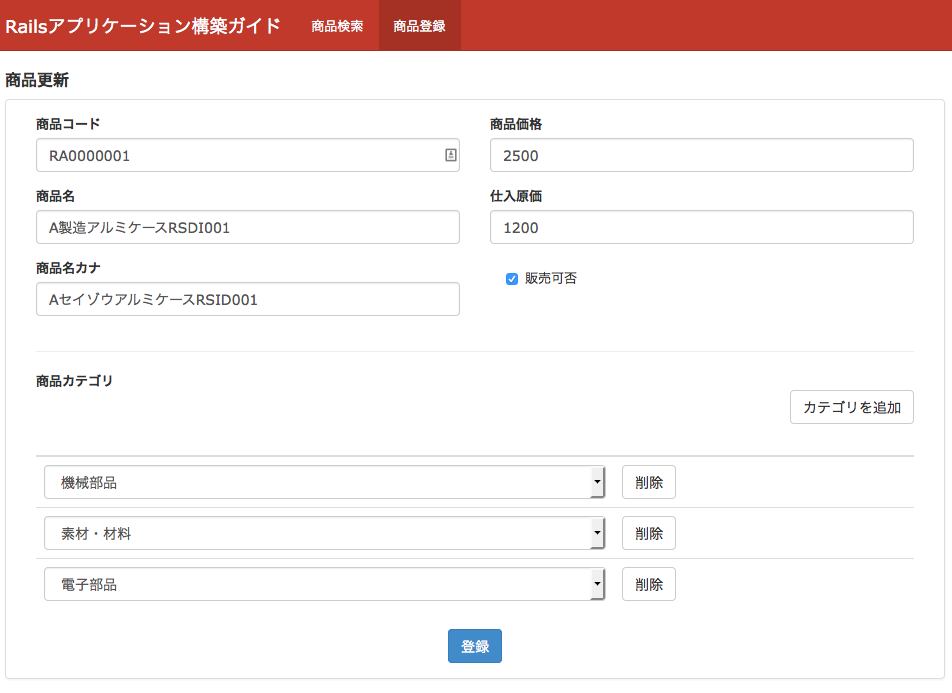 Railsアプリケーション構築ガイド 商品検索 商品登録
商品更新
商品コード
RA0000001
商品名
A製造アルミケースRSDI001
商品名カナ
AセイゾウアルミケースRSID001
商品価格
2500
仕入原価
1200
販売可否
商品カテゴリ
カテゴリを追加
機械部品 削除
素材・材料 削除
電子部品 削除
登録